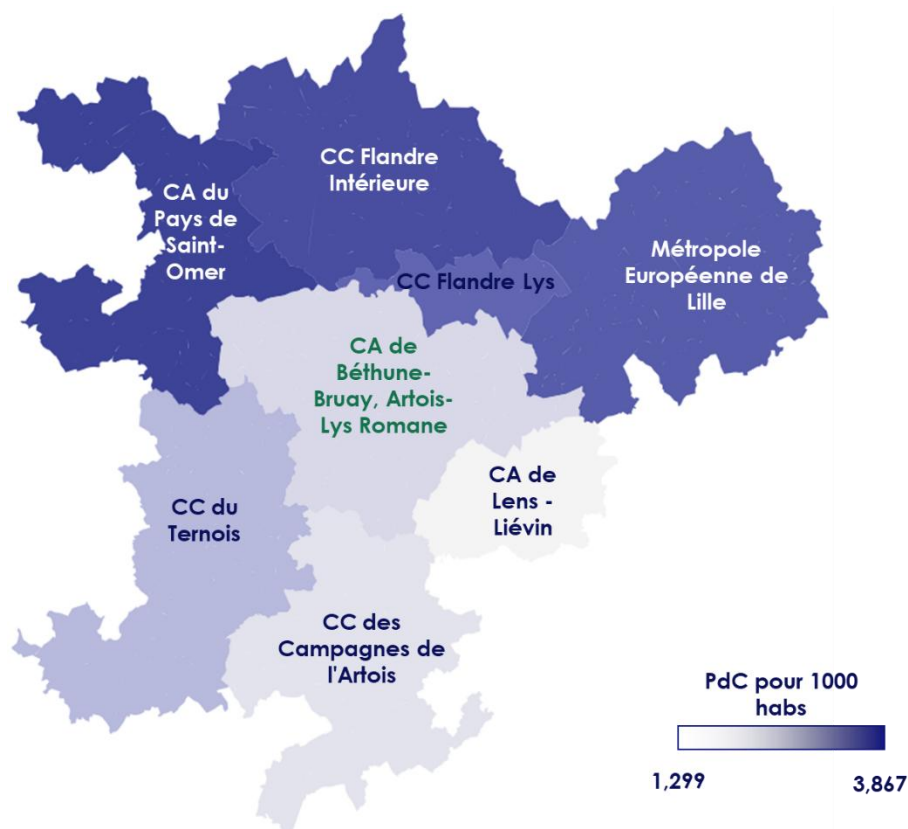 CC Flandre
Intérieure
CA du
Pays de
Saint-
Omer
Métropole
Européenne de
Lille
CC Flandre Lys
CA de
Béthune-
Bruay, Artois-
Lys Romane
CA de
Lens -
Liévin
CC du
Ternois
CC des
Campagnes de
l'Artois
PdC pour 1000
habs
1,299
3,867